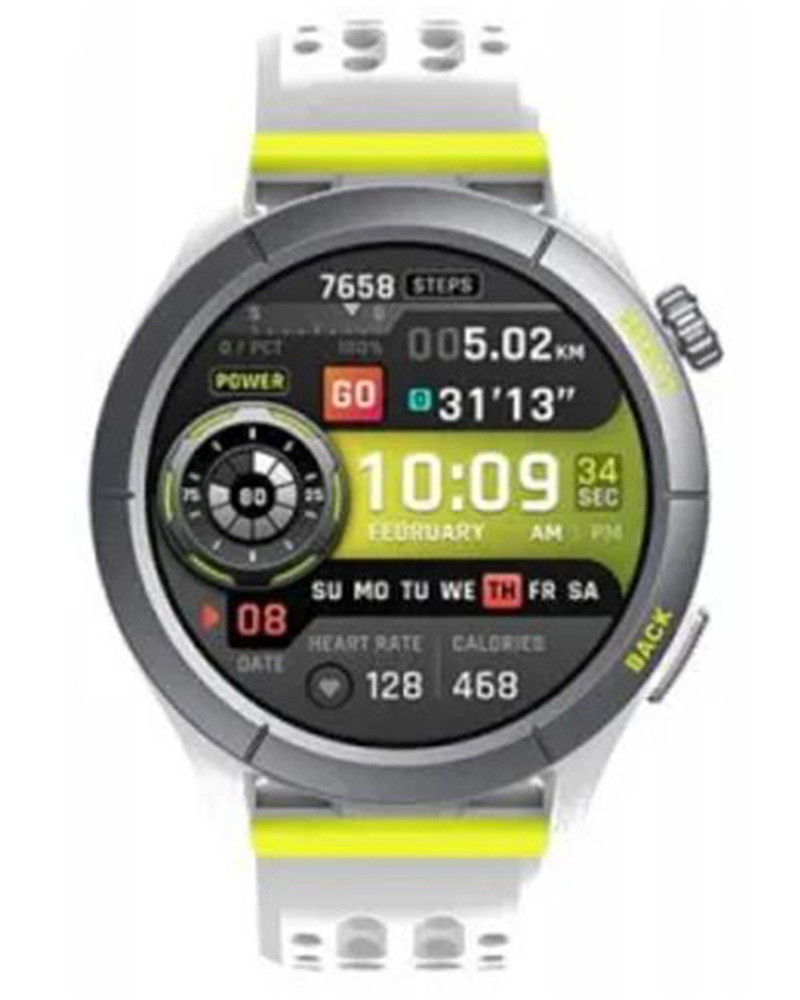 7658 STEPS
0 / PCT 100%
005.02KM
POWER
GO
D 31'13"
10:09 34 SEC
75 80 25
FEBRUARY AM PM
SU MO TU WE TH FR SA
08
DATE
HEART RATE CALORIES
128 468
BACK